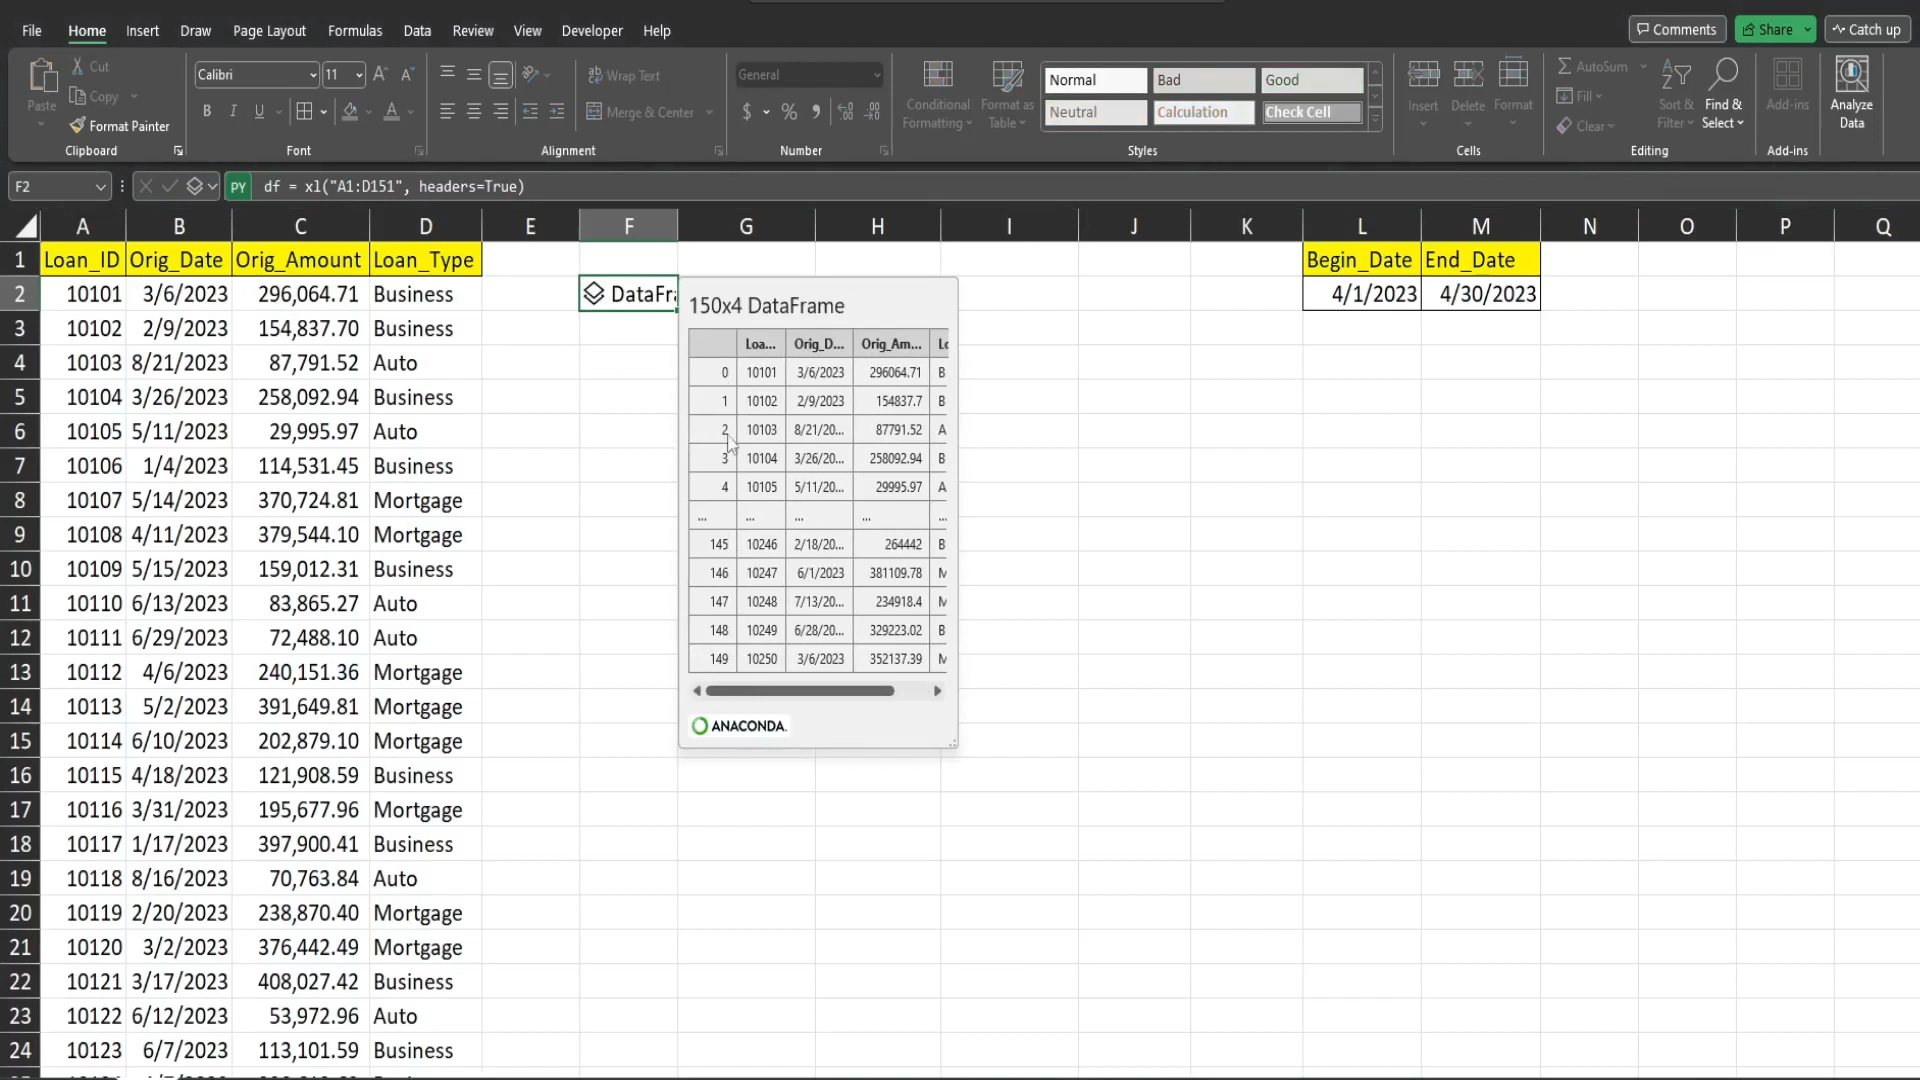 File Home Insert Draw Page Layout Formulas Data Review View Developer Help Comments Share Catch up
Paste Cut Copy Format Painter Clipboard
Calibri 11 A A B I U A Font
Wrap Text Merge & Center Alignment
General $ % Number
Conditional Formatting Format as Table
Normal Bad Good
Neutral Calculation Check Cell
Styles
Insert Delete Format Cells
AutoSum Fill Clear Sort & Filter Find & Select Editing
Add-ins Add-ins
Analyze Data
F2 PY df = xl("A1:D151", headers=True)
A B C D E F G H I J K L M N O P Q
1 Loan_ID Orig_Date Orig_Amount Loan_Type Begin_Date End_Date
2 10101 3/6/2023 296,064.71 Business DataFr 4/1/2023 4/30/2023
3 10102 2/9/2023 154,837.70 Business
4 10103 8/21/2023 87,791.52 Auto
5 10104 3/26/2023 258,092.94 Business
6 10105 5/11/2023 29,995.97 Auto
7 10106 1/4/2023 114,531.45 Business
8 10107 5/14/2023 370,724.81 Mortgage
9 10108 4/11/2023 379,544.10 Mortgage
10 10109 5/15/2023 159,012.31 Business
11 10110 6/13/2023 83,865.27 Auto
12 10111 6/29/2023 72,488.10 Auto
13 10112 4/6/2023 240,151.36 Mortgage
14 10113 5/2/2023 391,649.81 Mortgage
15 10114 6/10/2023 202,879.10 Mortgage
16 10115 4/18/2023 121,908.59 Business
17 10116 3/31/2023 195,677.96 Mortgage
18 10117 1/17/2023 397,900.41 Business
19 10118 8/16/2023 70,763.84 Auto
20 10119 2/20/2023 238,870.40 Mortgage
21 10120 3/2/2023 376,442.49 Mortgage
22 10121 3/17/2023 408,027.42 Business
23 10122 6/12/2023 53,972.96 Auto
24 10123 6/7/2023 113,101.59 Business
150x4 DataFrame
Loa... Orig_D... Orig_Am... Lo
0 10101 3/6/2023 296064.71 B
1 10102 2/9/2023 154837.7 B
2 10103 8/21/20... 87791.52 A
3 10104 3/26/20... 258092.94 B
4 10105 5/11/20... 29995.97 A
... ... ... ... ...
145 10246 2/18/20... 264442 B
146 10247 6/1/2023 381109.78 M
147 10248 7/13/20... 234918.4 M
148 10249 6/28/20... 329223.02 B
149 10250 3/6/2023 352137.39 M
ANACONDA.